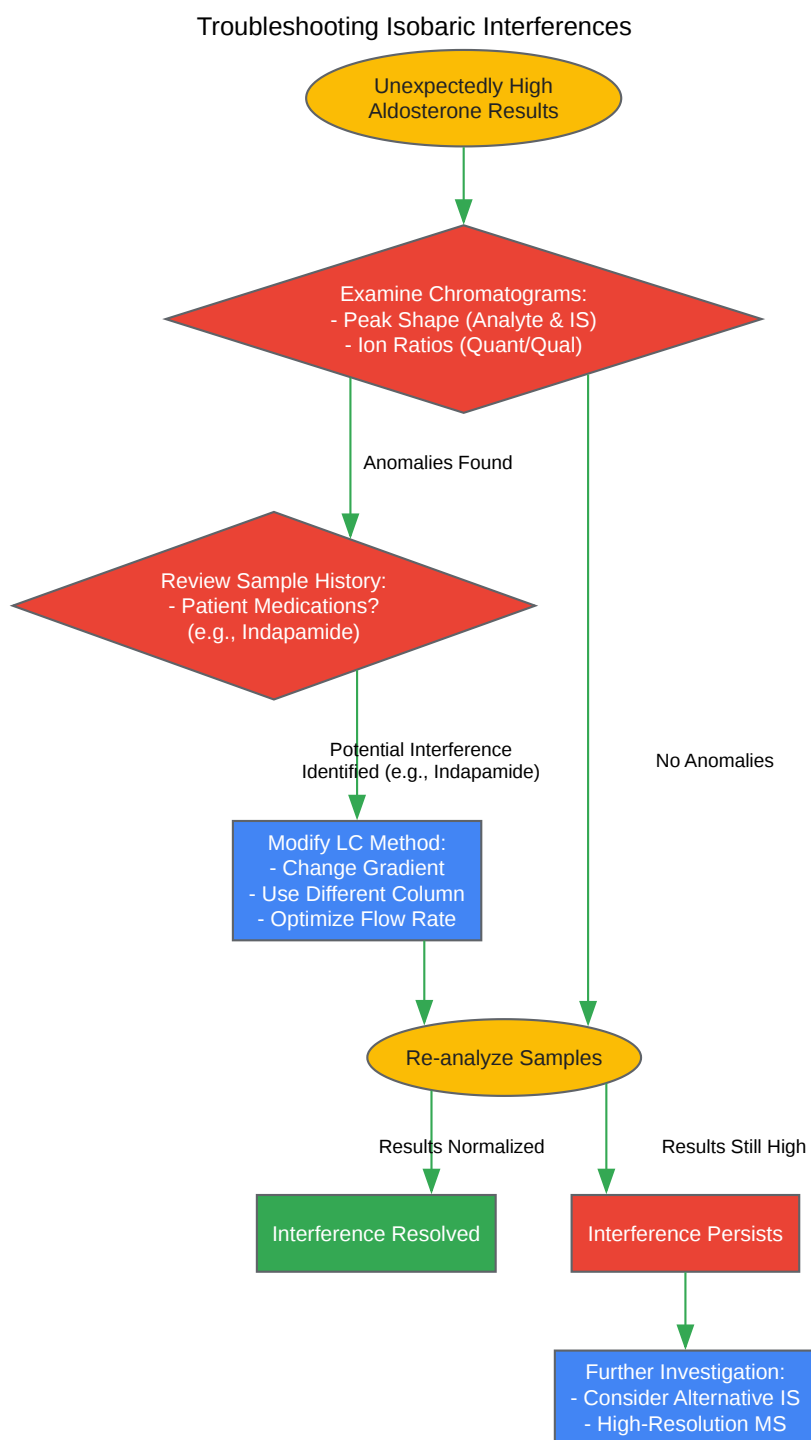 Troubleshooting Isobaric Interferences
Unexpectedly High
Aldosterone Results
Examine Chromatograms:
- Peak Shape (Analyte & IS)
- Ion Ratios (Quant/Qual)
Anomalies Found
Review Sample History:
- Patient Medications?
(e.g., Indapamide)
Potential Interference
Identified (e.g., Indapamide)
No Anomalies
Modify LC Method:
- Change Gradient
- Use Different Column
- Optimize Flow Rate
Re-analyze Samples
Results Normalized
Results Still High
Interference Resolved
Interference Persists
Further Investigation:
- Consider Alternative IS
- High-Resolution MS